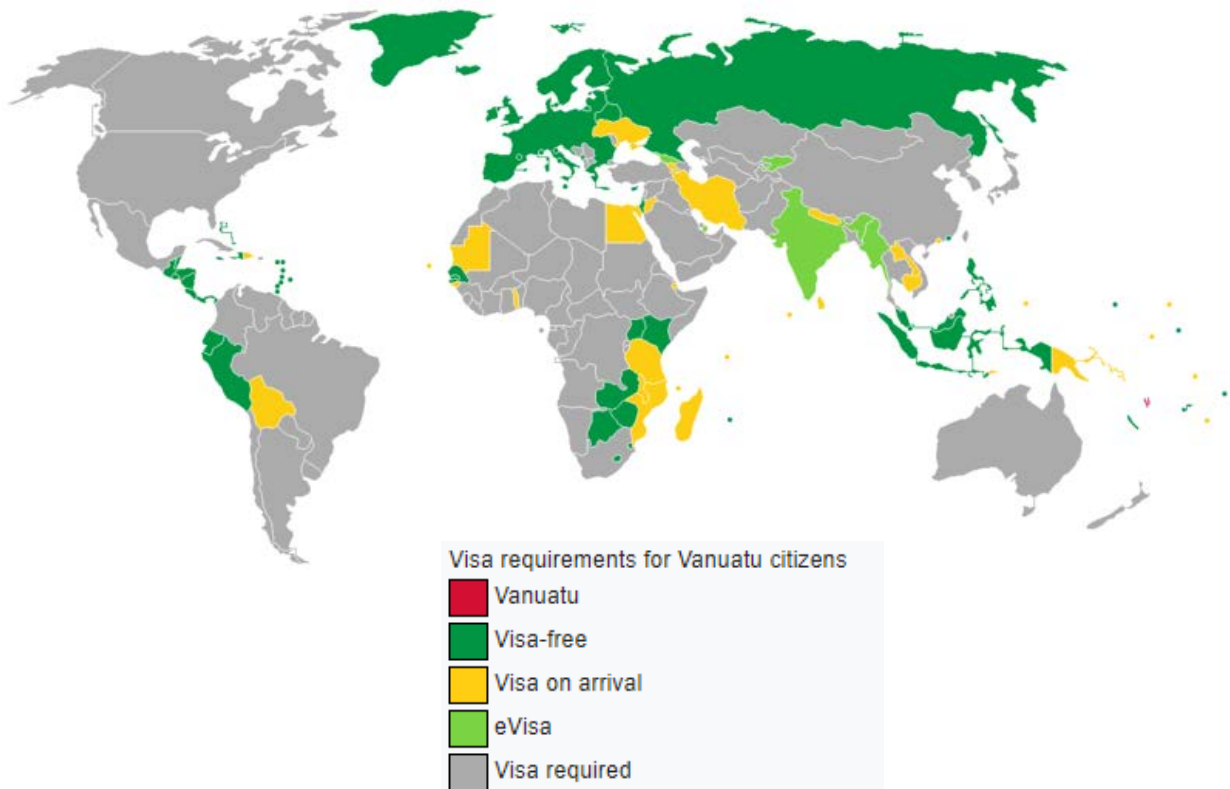 Visa requirements for Vanuatu citizens
Vanuatu
Visa-free
Visa on arrival
eVisa
Visa required